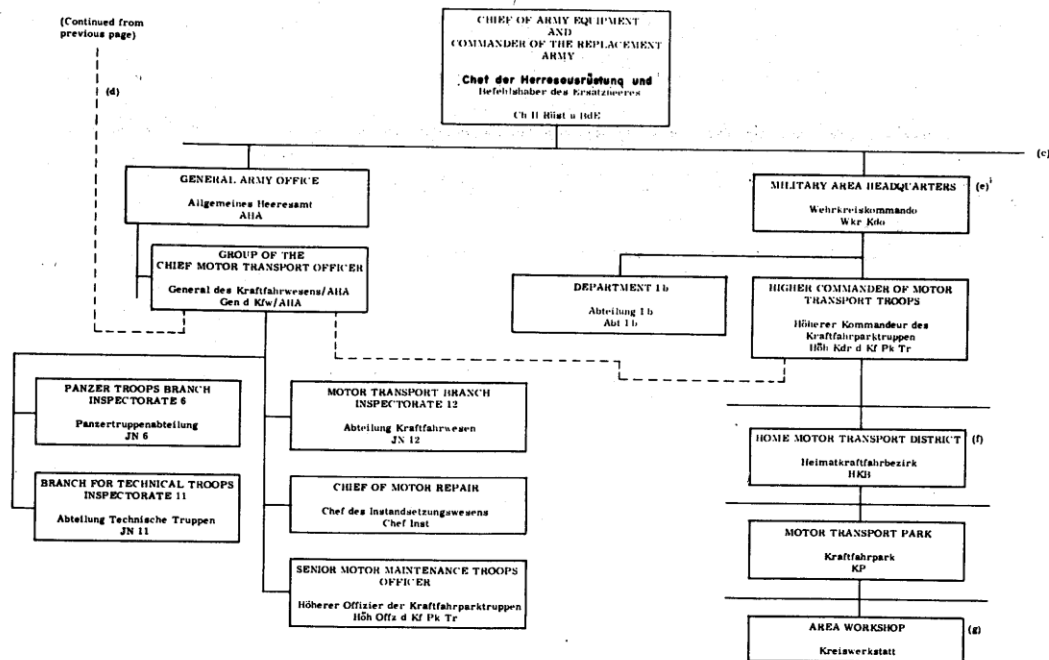 (Continued from
previous page)
(d)
CHIEF OF ARMY EQUIPMENT
AND
COMMANDER OF THE REPLACEMENT
ARMY
Chef der Herresausrüstung und
Befehlshaber des Ersatzheeres
Ch H Rüst u BdE
(c)
GENERAL ARMY OFFICE
Allgemeines Heeresamt
AHA
MILITARY AREA HEADQUARTERS
Wehrkreiskommando
Wkr Kdo
(e)
GROUP OF THE
CHIEF MOTOR TRANSPORT OFFICER
General des Kraftfahrwesens/AHA
Gen d Kfw/AHA
DEPARTMENT I b
Abteilung I b
Abt I b
HIGHER COMMANDER OF MOTOR
TRANSPORT TROOPS
Höherer Kommandeur des
Kraftfahrparktruppen
Höh Kdr d Kf Pk Tr
PANZER TROOPS BRANCH
INSPECTORATE 6
Panzertruppenabteilung
JN 6
MOTOR TRANSPORT BRANCH
INSPECTORATE 12
Abteilung Kraftfahrwesen
JN 12
HOME MOTOR TRANSPORT DISTRICT
Heimatkraftfahrbezirk
HKB
(f)
BRANCH FOR TECHNICAL TROOPS
INSPECTORATE 11
Abteilung Technische Truppen
JN 11
CHIEF OF MOTOR REPAIR
Chef des Instandsetzungswesens
Chef Inst
MOTOR TRANSPORT PARK
Kraftfahrpark
KP
SENIOR MOTOR MAINTENANCE TROOPS
OFFICER
Höherer Offizier der Kraftfahrparktruppen
Höh Offz d Kf Pk Tr
AREA WORKSHOP
Kreiswerkstatt
(g)